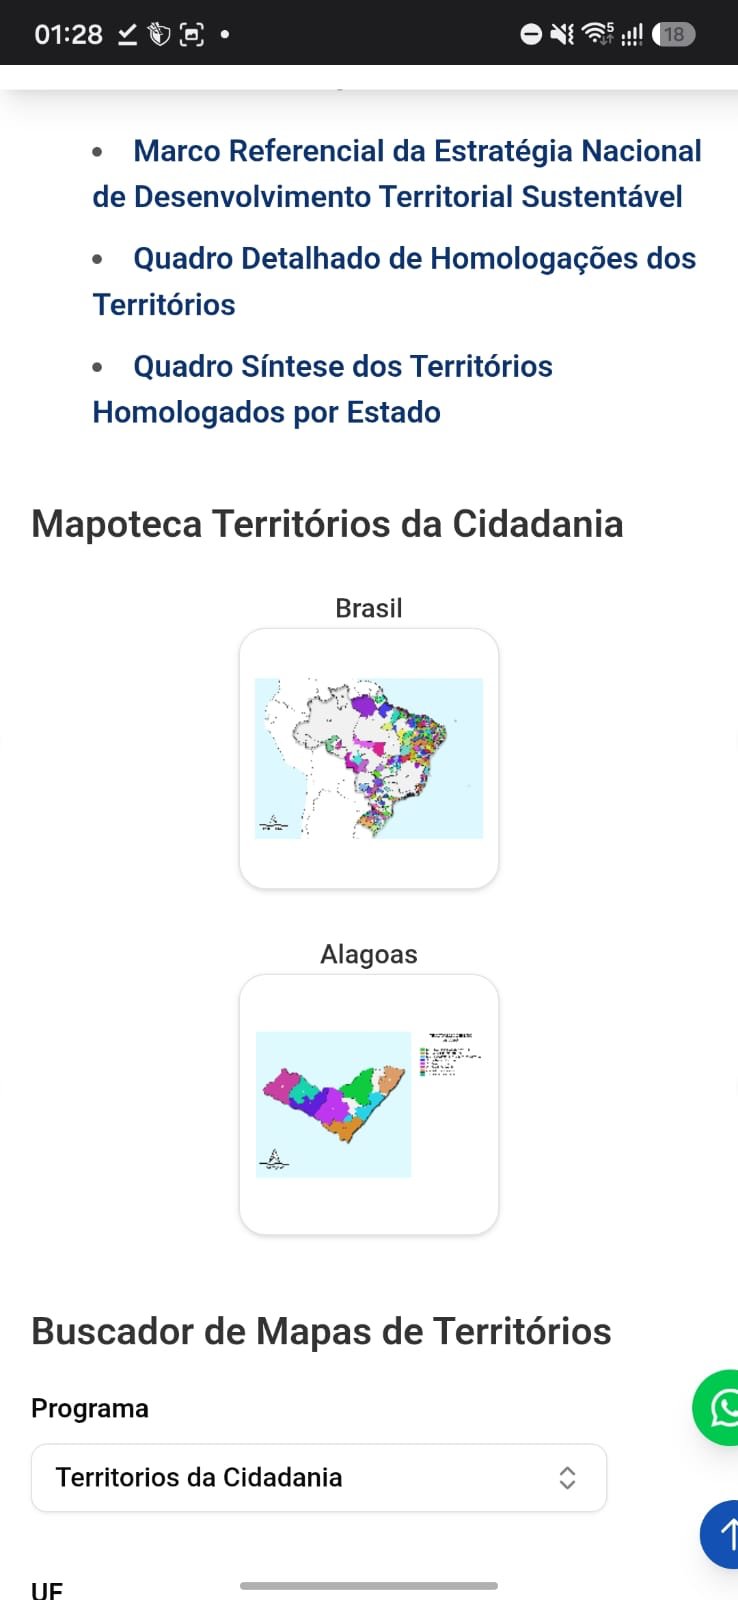 01:28
5
18
Marco Referencial da Estratégia Nacional
de Desenvolvimento Territorial Sustentável
Quadro Detalhado de Homologações dos
Territórios
Quadro Síntese dos Territórios
Homologados por Estado
Mapoteca Territórios da Cidadania
Brasil
Alagoas
Buscador de Mapas de Territórios
Programa
Territorios da Cidadania
UF